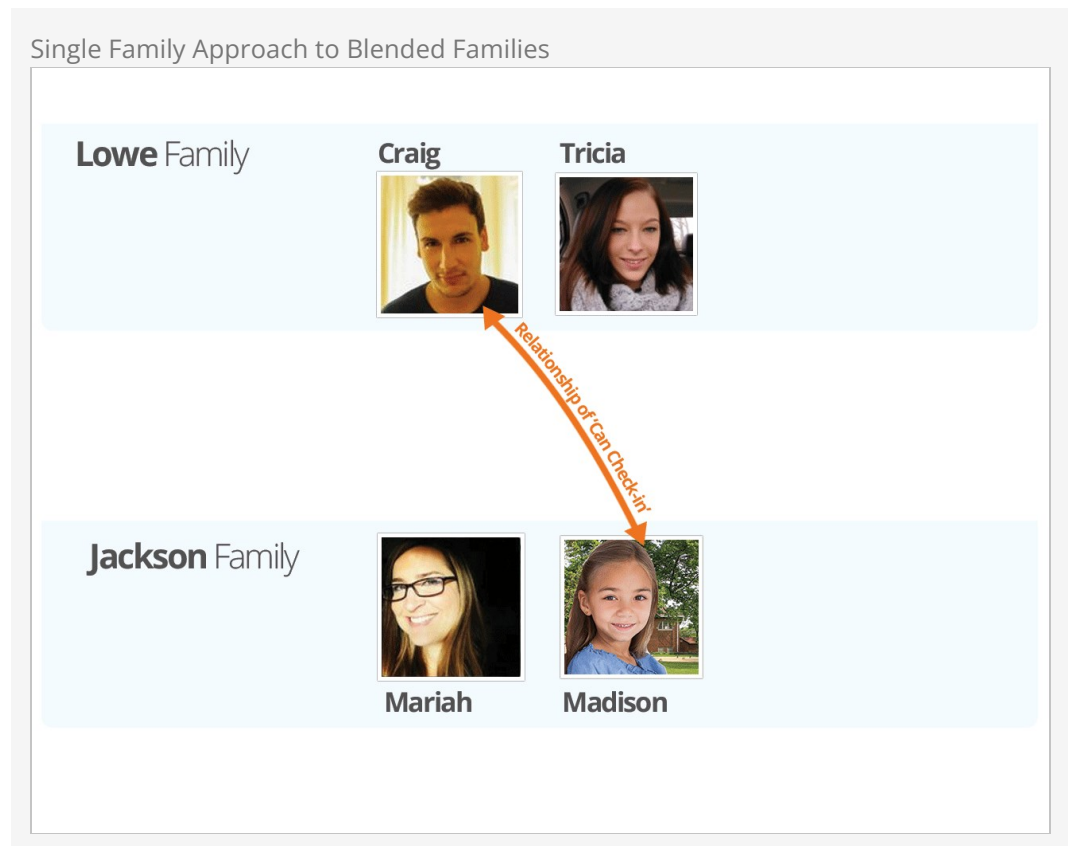 Single Family Approach to Blended Families
Lowe Family
Craig
Tricia
Relationship of 'Can Check-in'
Jackson Family
Mariah
Madison